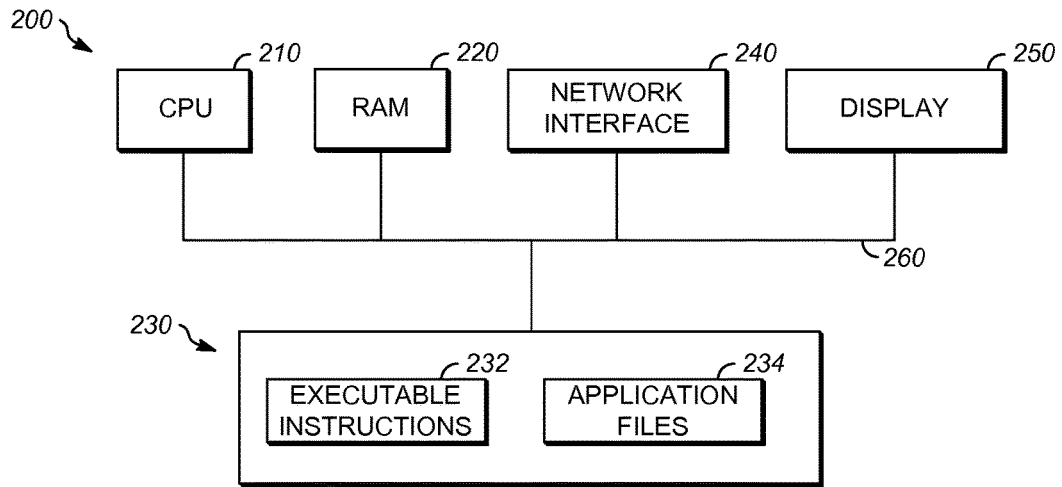 200
210
220
240
250
CPU
RAM
NETWORK
INTERFACE
DISPLAY
260
230
232
234
EXECUTABLE
INSTRUCTIONS
APPLICATION
FILES